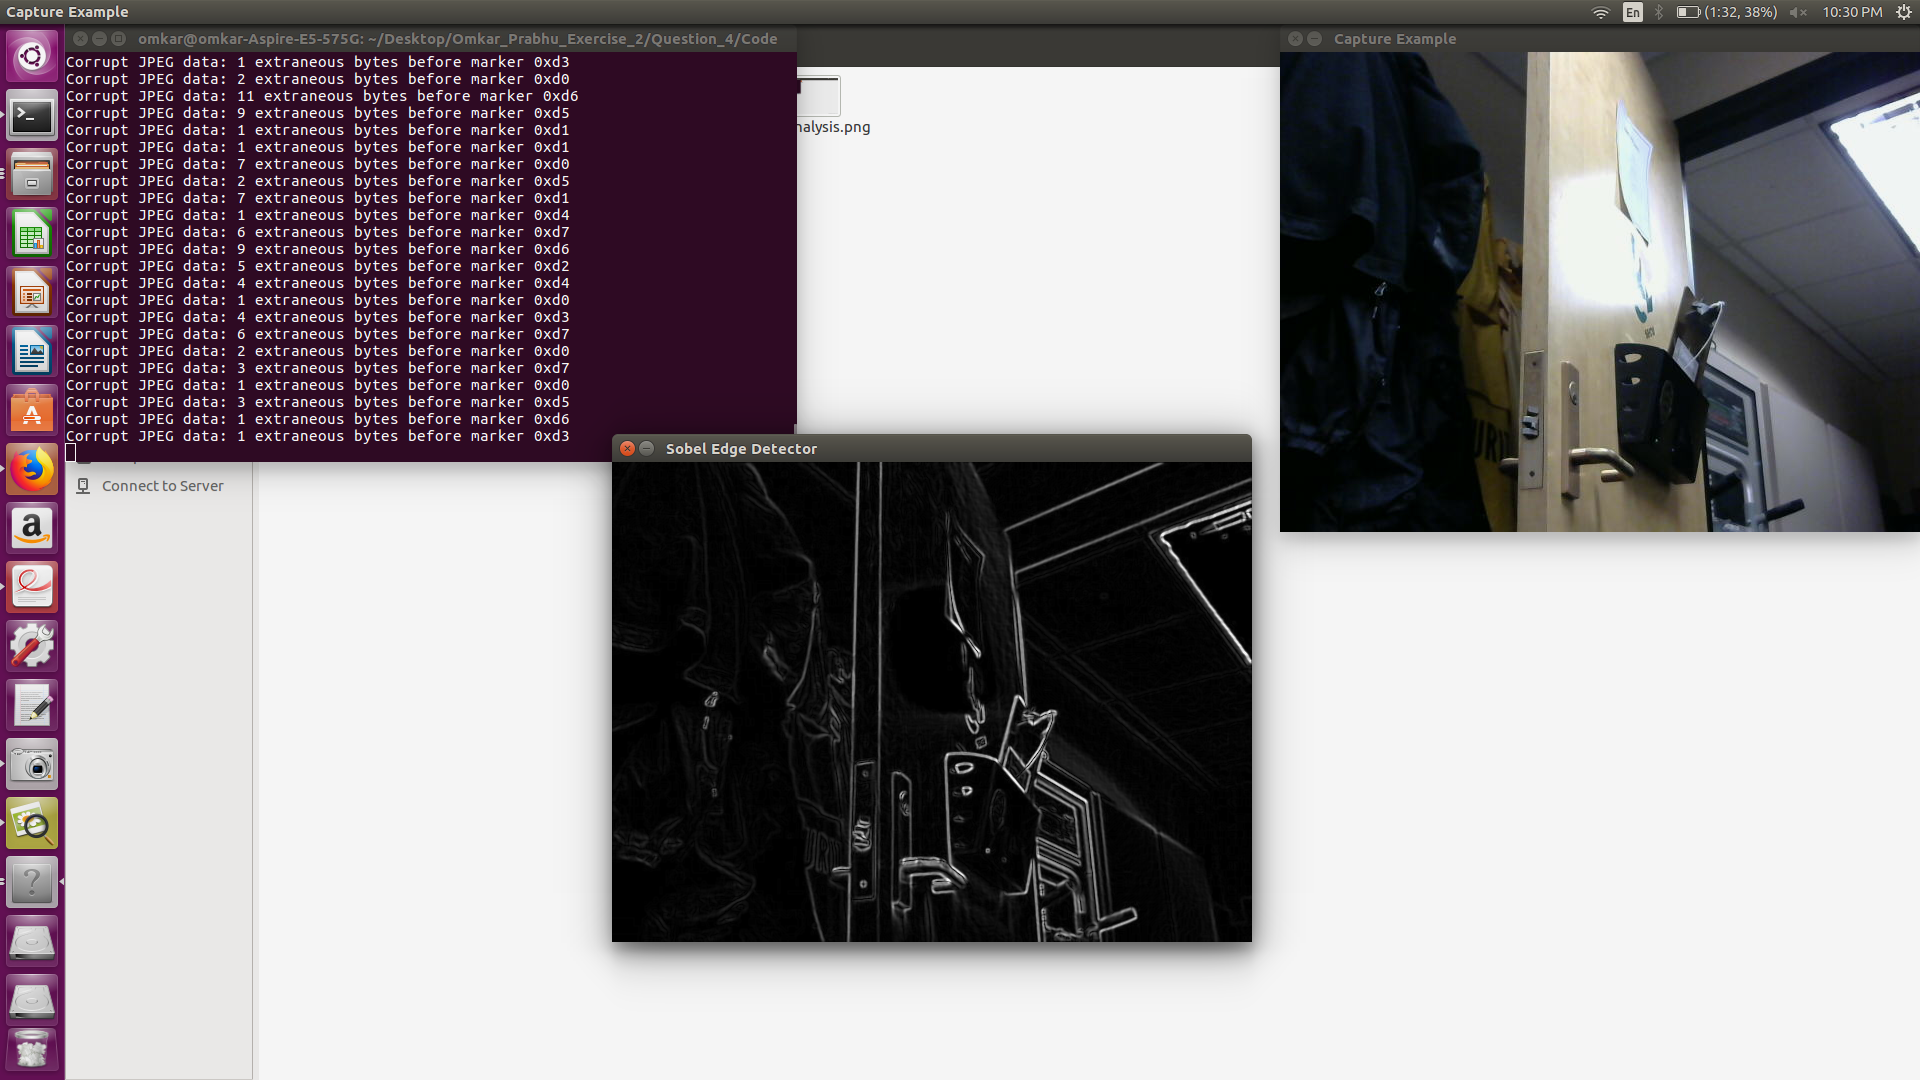 Capture Example
En
(1:32, 38%)
10:30 PM
omkar@omkar-Aspire-E5-575G: ~/Desktop/Omkar_Prabhu_Exercise_2/Question_4/Code
Corrupt JPEG data: 1 extraneous bytes before marker 0xd3
Corrupt JPEG data: 2 extraneous bytes before marker 0xd0
Corrupt JPEG data: 11 extraneous bytes before marker 0xd6
Corrupt JPEG data: 9 extraneous bytes before marker 0xd5
Corrupt JPEG data: 1 extraneous bytes before marker 0xd1
Corrupt JPEG data: 1 extraneous bytes before marker 0xd1
Corrupt JPEG data: 7 extraneous bytes before marker 0xd0
Corrupt JPEG data: 2 extraneous bytes before marker 0xd5
Corrupt JPEG data: 7 extraneous bytes before marker 0xd1
Corrupt JPEG data: 1 extraneous bytes before marker 0xd4
Corrupt JPEG data: 6 extraneous bytes before marker 0xd7
Corrupt JPEG data: 9 extraneous bytes before marker 0xd6
Corrupt JPEG data: 5 extraneous bytes before marker 0xd2
Corrupt JPEG data: 4 extraneous bytes before marker 0xd4
Corrupt JPEG data: 1 extraneous bytes before marker 0xd0
Corrupt JPEG data: 4 extraneous bytes before marker 0xd3
Corrupt JPEG data: 6 extraneous bytes before marker 0xd7
Corrupt JPEG data: 2 extraneous bytes before marker 0xd0
Corrupt JPEG data: 3 extraneous bytes before marker 0xd7
Corrupt JPEG data: 1 extraneous bytes before marker 0xd0
Corrupt JPEG data: 3 extraneous bytes before marker 0xd5
Corrupt JPEG data: 1 extraneous bytes before marker 0xd6
Corrupt JPEG data: 1 extraneous bytes before marker 0xd3
nalysis.png
Connect to Server
Sobel Edge Detector
Capture Example